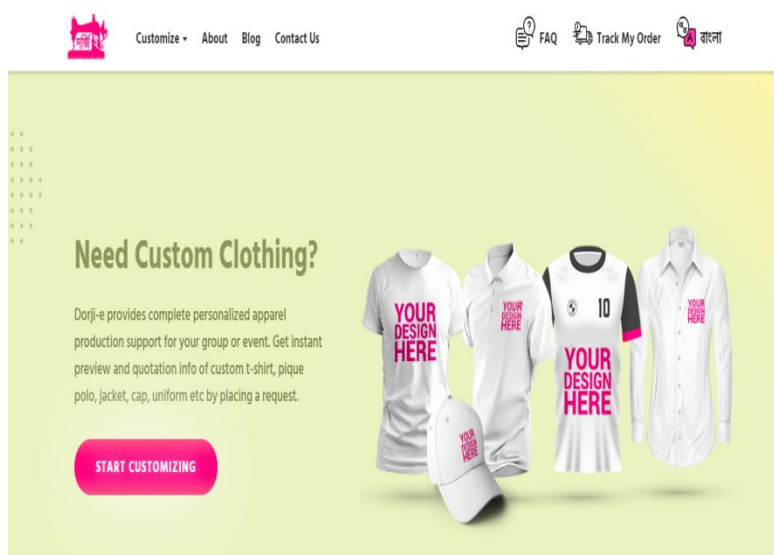 Customize About Blog Contact Us FAQ Track My Order বাংলা
Need Custom Clothing?
Dorji-e provides complete personalized apparel
production support for your group or event. Get instant
preview and quotation info of custom t-shirt, pique
polo, jacket, cap, uniform etc by placing a request.
START CUSTOMIZING
YOUR
DESIGN
HERE
YOUR
DESIGN
HERE
10
YOUR
DESIGN
HERE
YOUR
DESIGN
HERE
YOUR
DESIGN
HERE